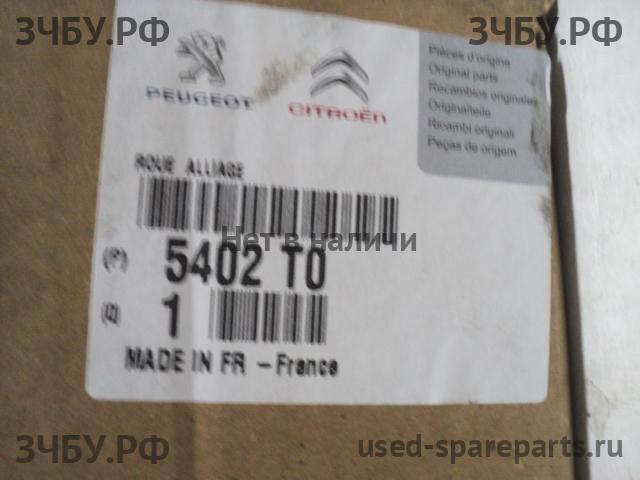 ЗЧБУ.РФ
ЗЧБУ.РФ
PEUGEOT
CITROËN
Pièces d'origine
Original parts
Recambios originales
Originalteile
Ricambi originali
Peças de origem
ROUE ALLIAGE
Нет в наличи
(P) 5402 T0
(Q) 1
MADE IN FR - France
ЗЧБУ.РФ
used-spareparts.ru